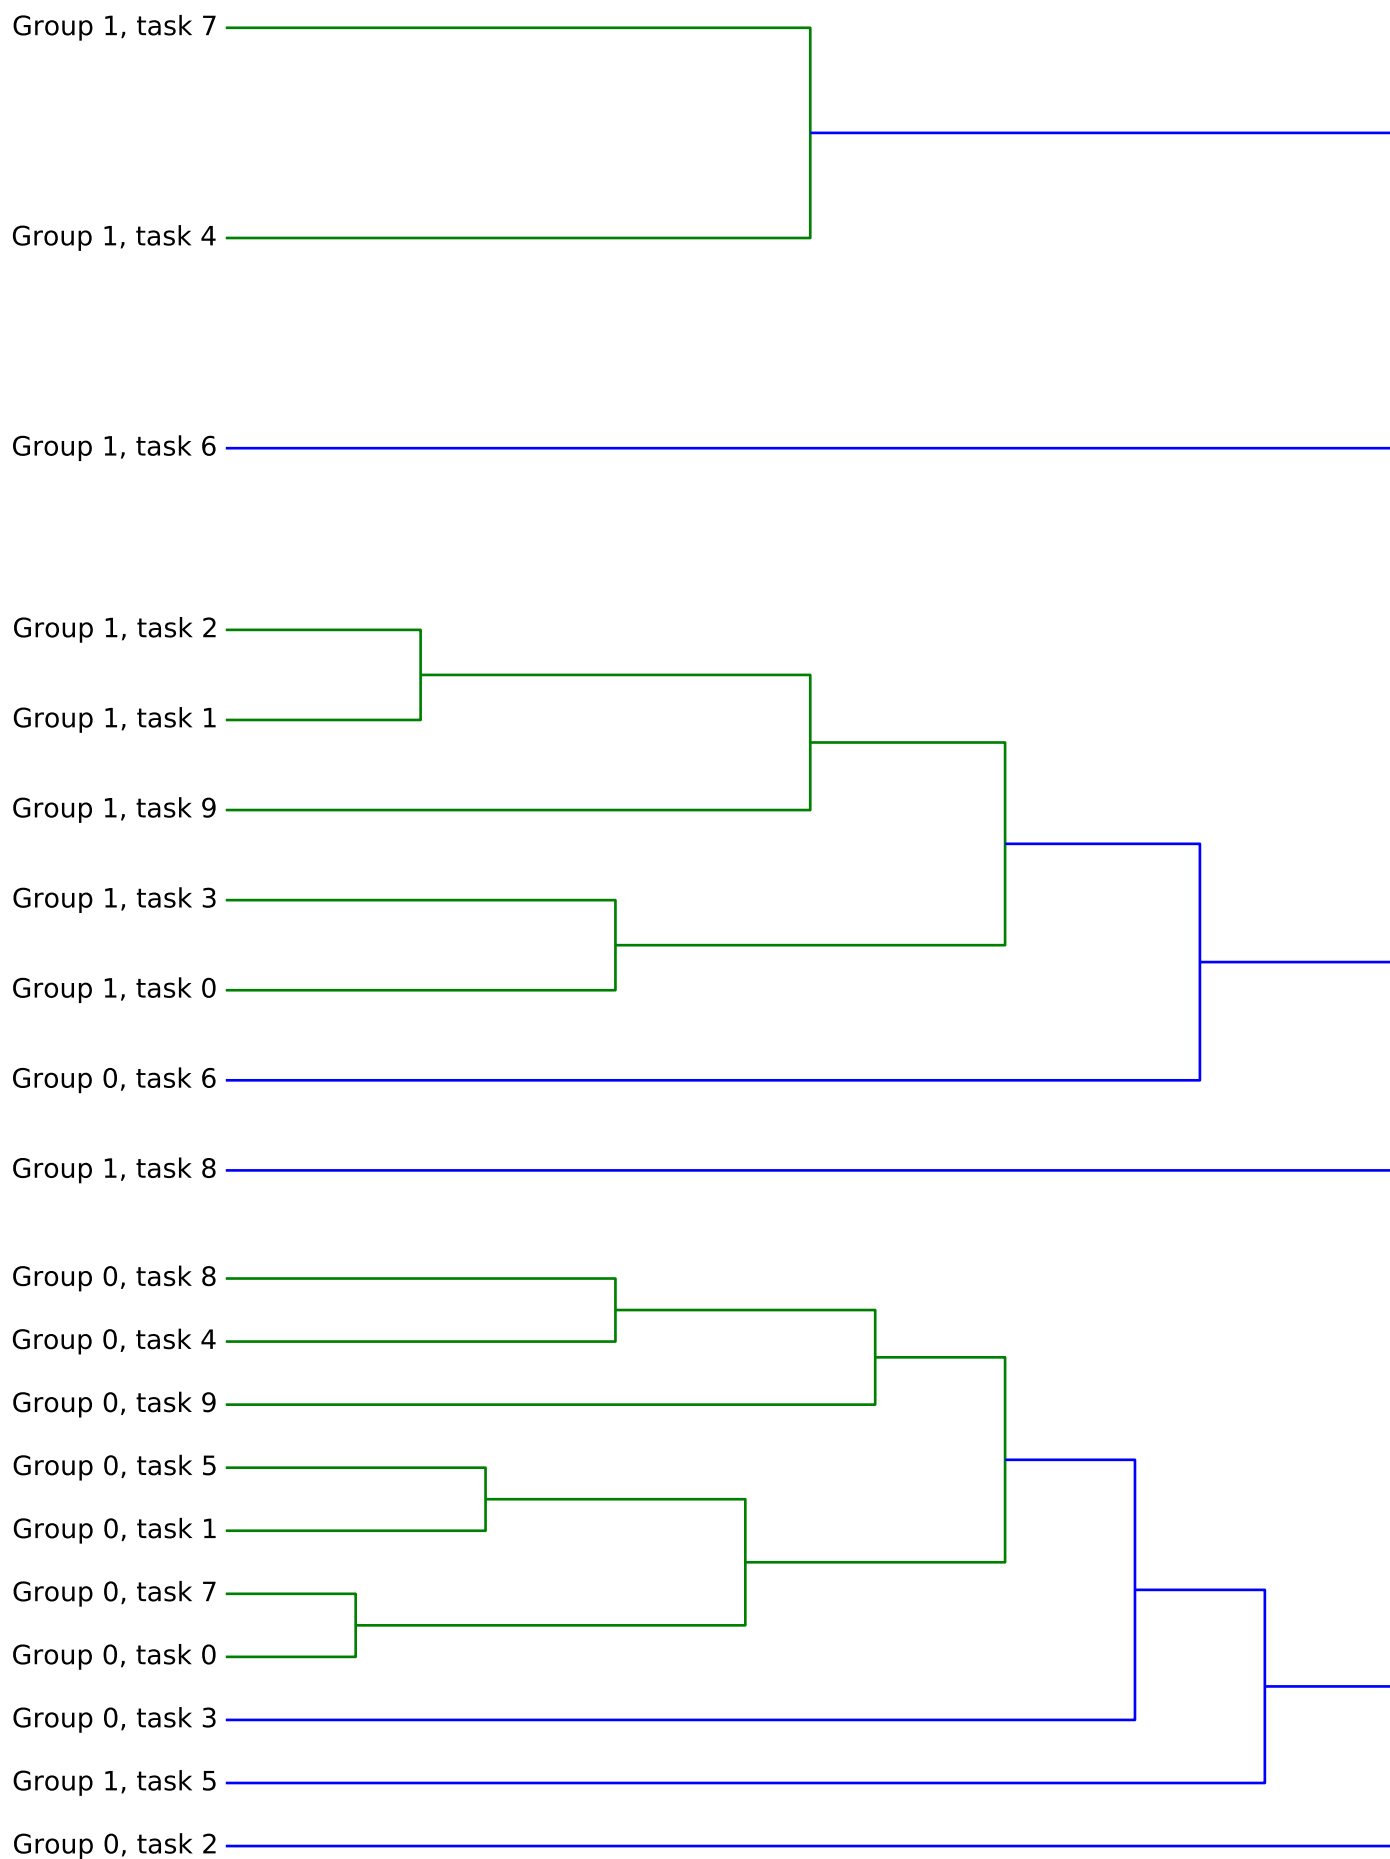 Group 1, task 7
Group 1, task 4
Group 1, task 6
Group 1, task 2
Group 1, task 1
Group 1, task 9
Group 1, task 3
Group 1, task 0
Group 0, task 6
Group 1, task 8
Group 0, task 8
Group 0, task 4
Group 0, task 9
Group 0, task 5
Group 0, task 1
Group 0, task 7
Group 0, task 0
Group 0, task 3
Group 1, task 5
Group 0, task 2